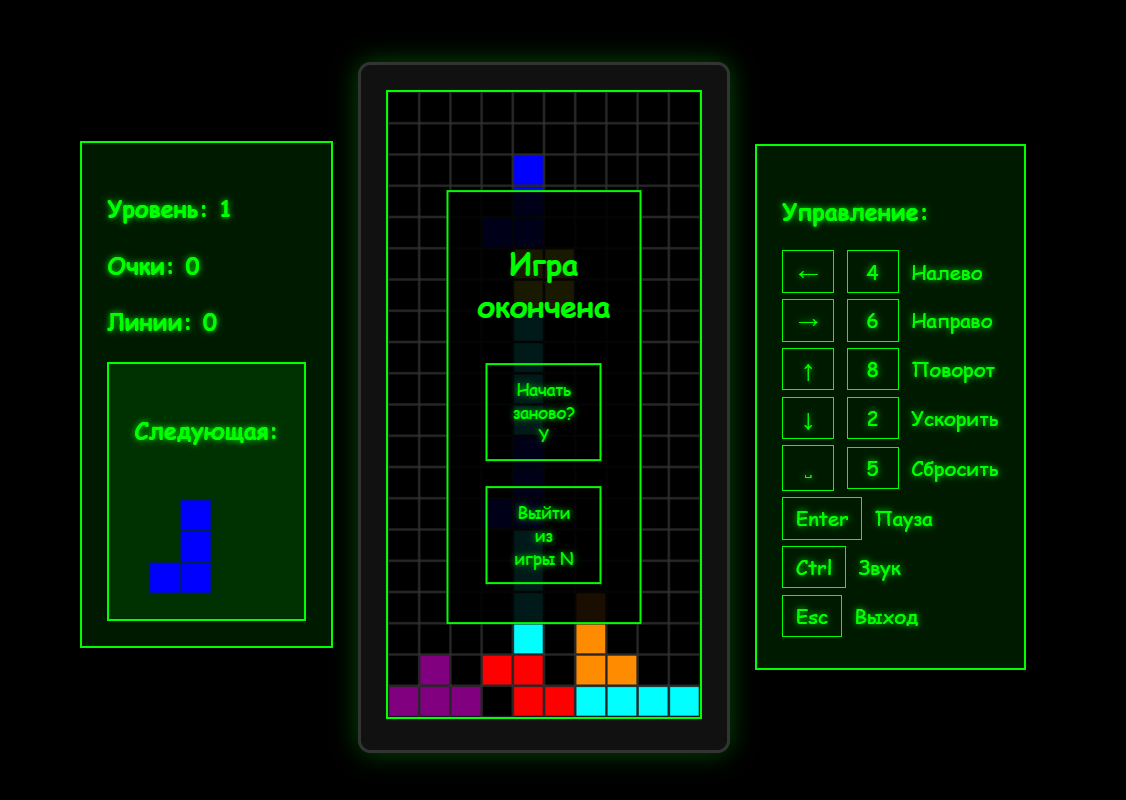 Уровень: 1
Очки: 0
Линии: 0
Следующая:
Игра
окончена
Начать
заново?
Y
Выйти
из
игры N
Управление:
← 4 Налево
→ 6 Направо
↑ 8 Поворот
↓ 2 Ускорить
⎵ 5 Сбросить
Enter Пауза
Ctrl Звук
Esc Выход